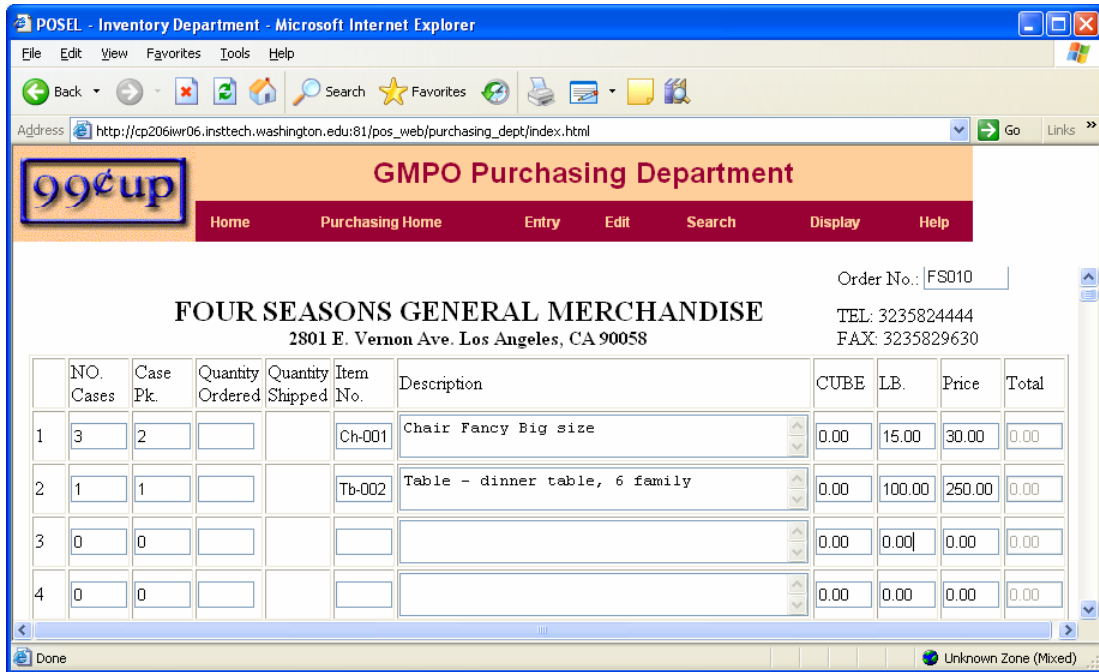 POSEL - Inventory Department - Microsoft Internet Explorer
File Edit View Favorites Tools Help
Back Search Favorites
Address http://cp206iwr06.insttech.washington.edu:81/pos_web/purchasing_dept/index.html Go Links »
99¢up
GMPO Purchasing Department
Home Purchasing Home Entry Edit Search Display Help
Order No.: FS010
FOUR SEASONS GENERAL MERCHANDISE
TEL: 3235824444
2801 E. Vernon Ave. Los Angeles, CA 90058
FAX: 3235829630
NO. Cases Case Pk. Quantity Ordered Quantity Shipped Item No. Description CUBE LB. Price Total
1 3 2 Ch-001 Chair Fancy Big size 0.00 15.00 30.00 0.00
2 1 1 Tb-002 Table - dinner table, 6 family 0.00 100.00 250.00 0.00
3 0 0 0.00 0.00 0.00 0.00
4 0 0 0.00 0.00 0.00 0.00
Done Unknown Zone (Mixed)